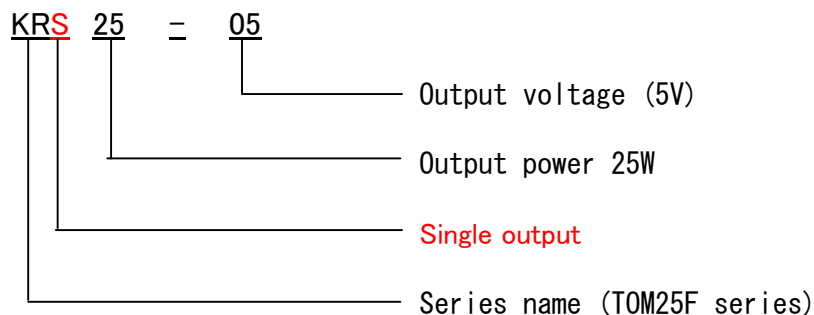 KRS 25 - 05
Output voltage (5V)
Output power 25W
Single output
Series name (TOM25F series)